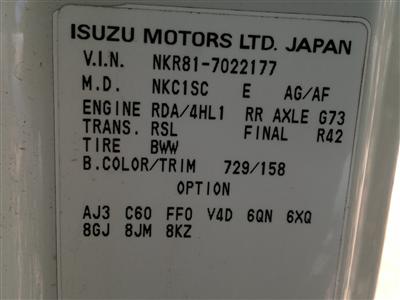 ISUZU MOTORS LTD. JAPAN
V.I.N. NKR81-7022177
M.D. NKC1SC E AG/AF
ENGINE RDA/4HL1 RR AXLE G73
TRANS. RSL FINAL R42
TIRE BWW
B.COLOR/TRIM 729/158
OPTION
AJ3 C60 FF0 V4D 6QN 6XQ
8GJ 8JM 8KZ